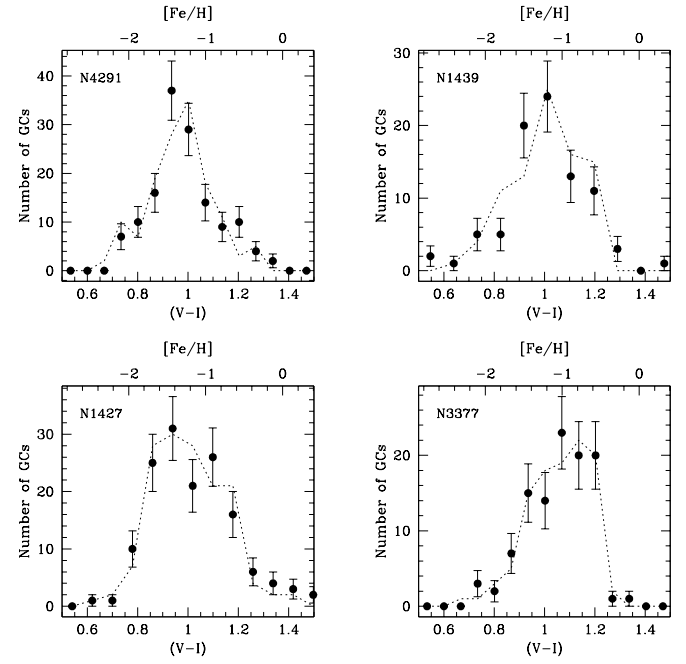 [Fe/H]
−2 −1 0
N4291
Number of GCs
40
30
20
10
0
0.6 0.8 1 1.2 1.4
(V−I)
[Fe/H]
−2 −1 0
N1439
Number of GCs
30
20
10
0
0.6 0.8 1 1.2 1.4
(V−I)
[Fe/H]
−2 −1 0
N1427
Number of GCs
30
20
10
0
0.6 0.8 1 1.2 1.4
(V−I)
[Fe/H]
−2 −1 0
N3377
Number of GCs
20
10
0
0.6 0.8 1 1.2 1.4
(V−I)